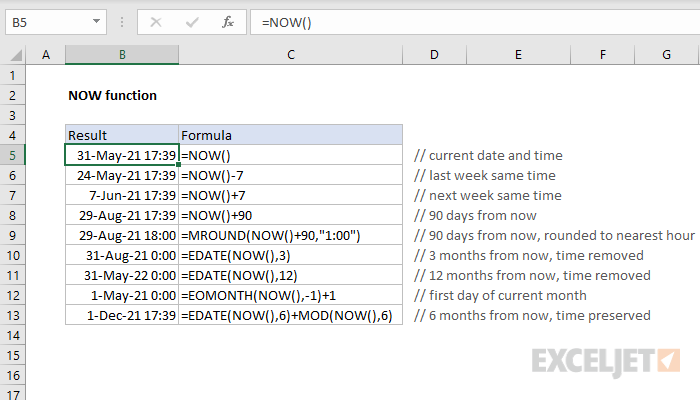 B5 fx =NOW()
A B C D E F G
1
2 NOW function
3
4 Result Formula
5 31-May-21 17:39 =NOW() // current date and time
6 24-May-21 17:39 =NOW()-7 // last week same time
7 7-Jun-21 17:39 =NOW()+7 // next week same time
8 29-Aug-21 17:39 =NOW()+90 // 90 days from now
9 29-Aug-21 18:00 =MROUND(NOW()+90,"1:00") // 90 days from now, rounded to nearest hour
10 31-Aug-21 0:00 =EDATE(NOW(),3) // 3 months from now, time removed
11 31-May-22 0:00 =EDATE(NOW(),12) // 12 months from now, time removed
12 1-May-21 0:00 =EOMONTH(NOW(),-1)+1 // first day of current month
13 1-Dec-21 17:39 =EDATE(NOW(),6)+MOD(NOW(),6) // 6 months from now, time preserved
14
15
16
17
EXCELJET